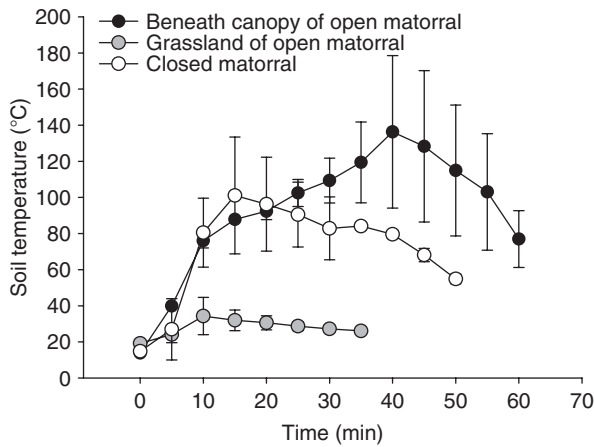 Beneath canopy of open matorral
Grassland of open matorral
Closed matorral
Soil temperature (°C)
200
180
160
140
120
100
80
60
40
20
0
0 10 20 30 40 50 60 70
Time (min)